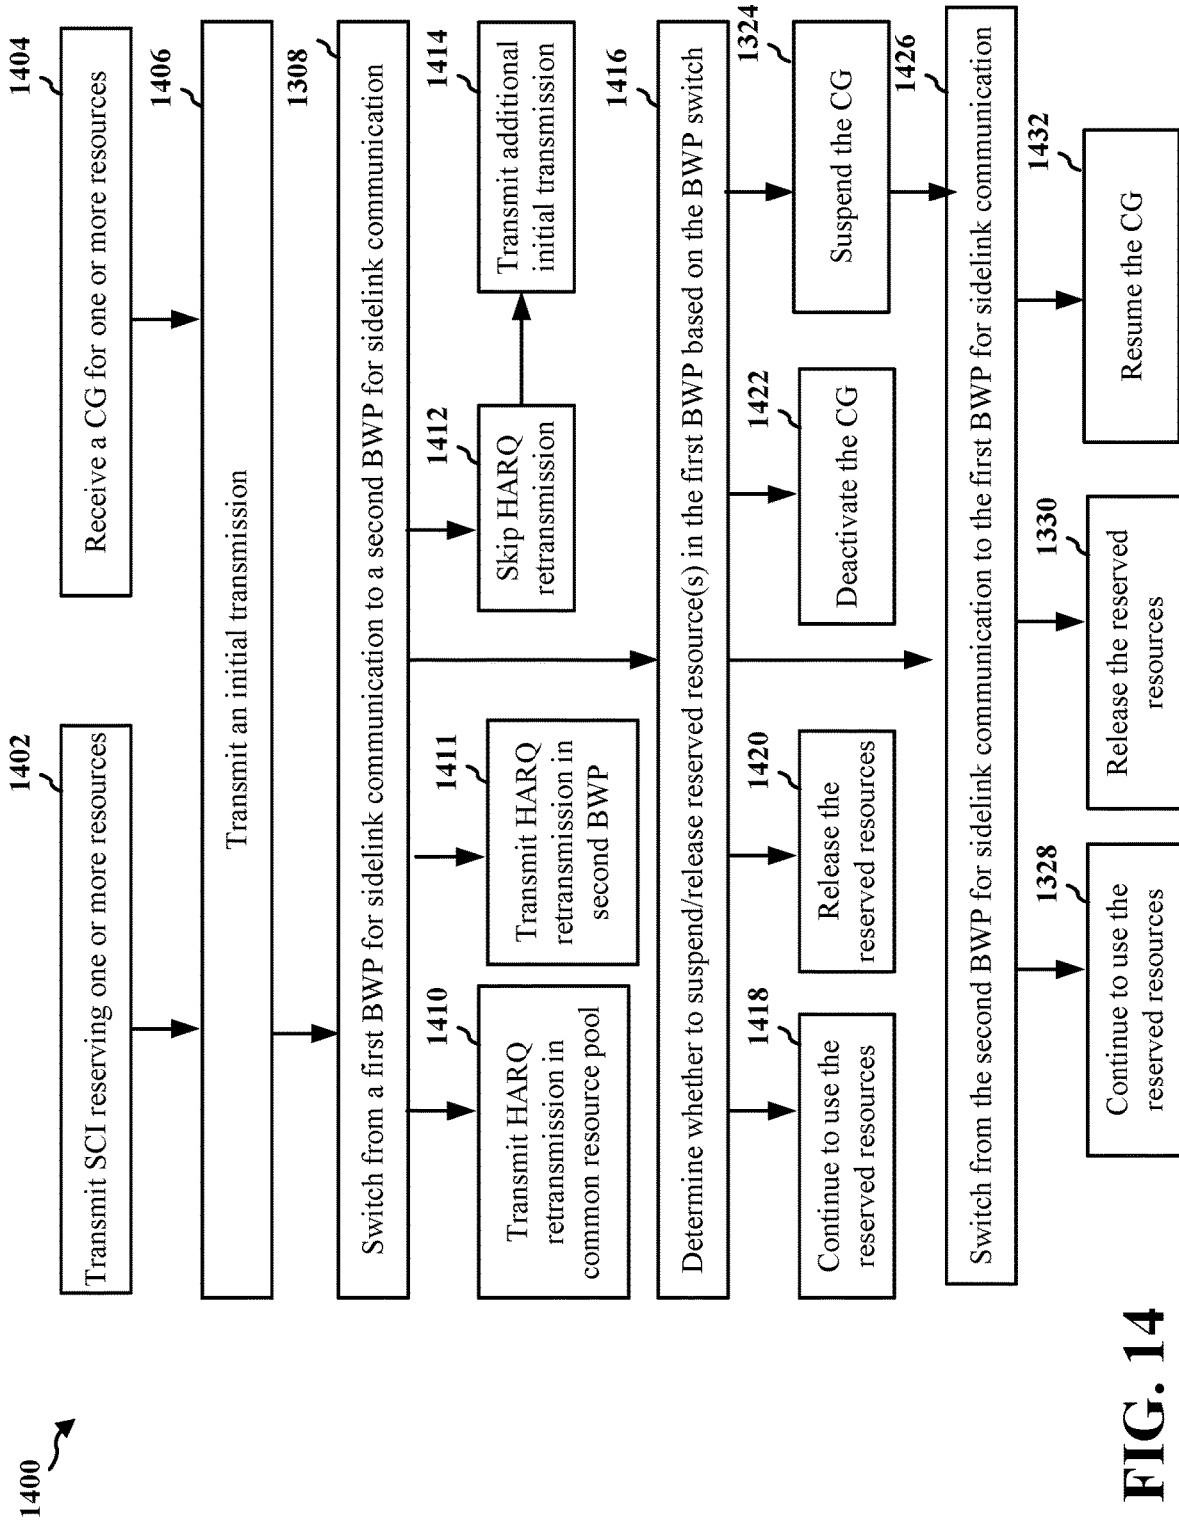 1400
1402
Transmit SCI reserving one or more resources
1404
Receive a CG for one or more resources
1406
Transmit an initial transmission
1308
Switch from a first BWP for sidelink communication to a second BWP for sidelink communication
1410
Transmit HARQ
retransmission in
common resource pool
1411
Transmit HARQ
retransmission in
second BWP
1412
Skip HARQ
retransmission
1414
Transmit additional
initial transmission
1416
Determine whether to suspend/release reserved resource(s) in the first BWP based on the BWP switch
1418
Continue to use the
reserved resources
1420
Release the
reserved resources
1422
Deactivate the CG
1324
Suspend the CG
1426
Switch from the second BWP for sidelink communication to the first BWP for sidelink communication
1328
Continue to use the
reserved resources
1330
Release the reserved
resources
1432
Resume the CG
FIG. 14